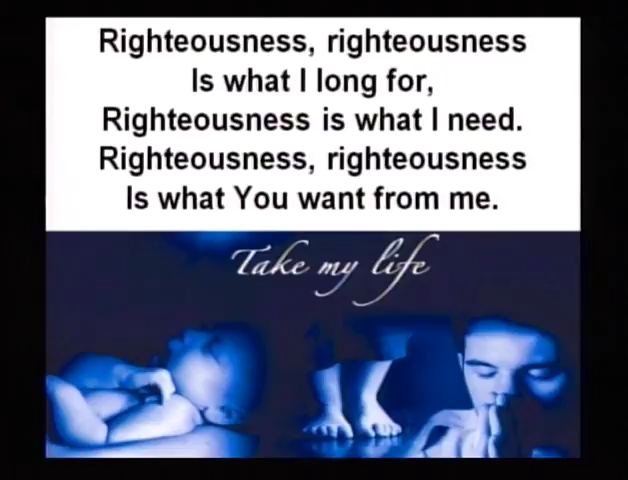 Righteousness, righteousness
Is what I long for,
Righteousness is what I need.
Righteousness, righteousness
Is what You want from me.
Take my life